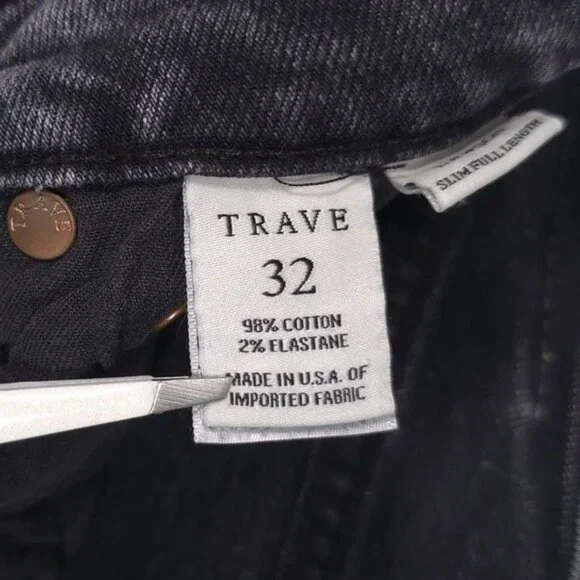 TRAVE
32
98% COTTON
2% ELASTANE
MADE IN U.S.A. OF
IMPORTED FABRIC
TRAVE
SLIM FULL LENGTH